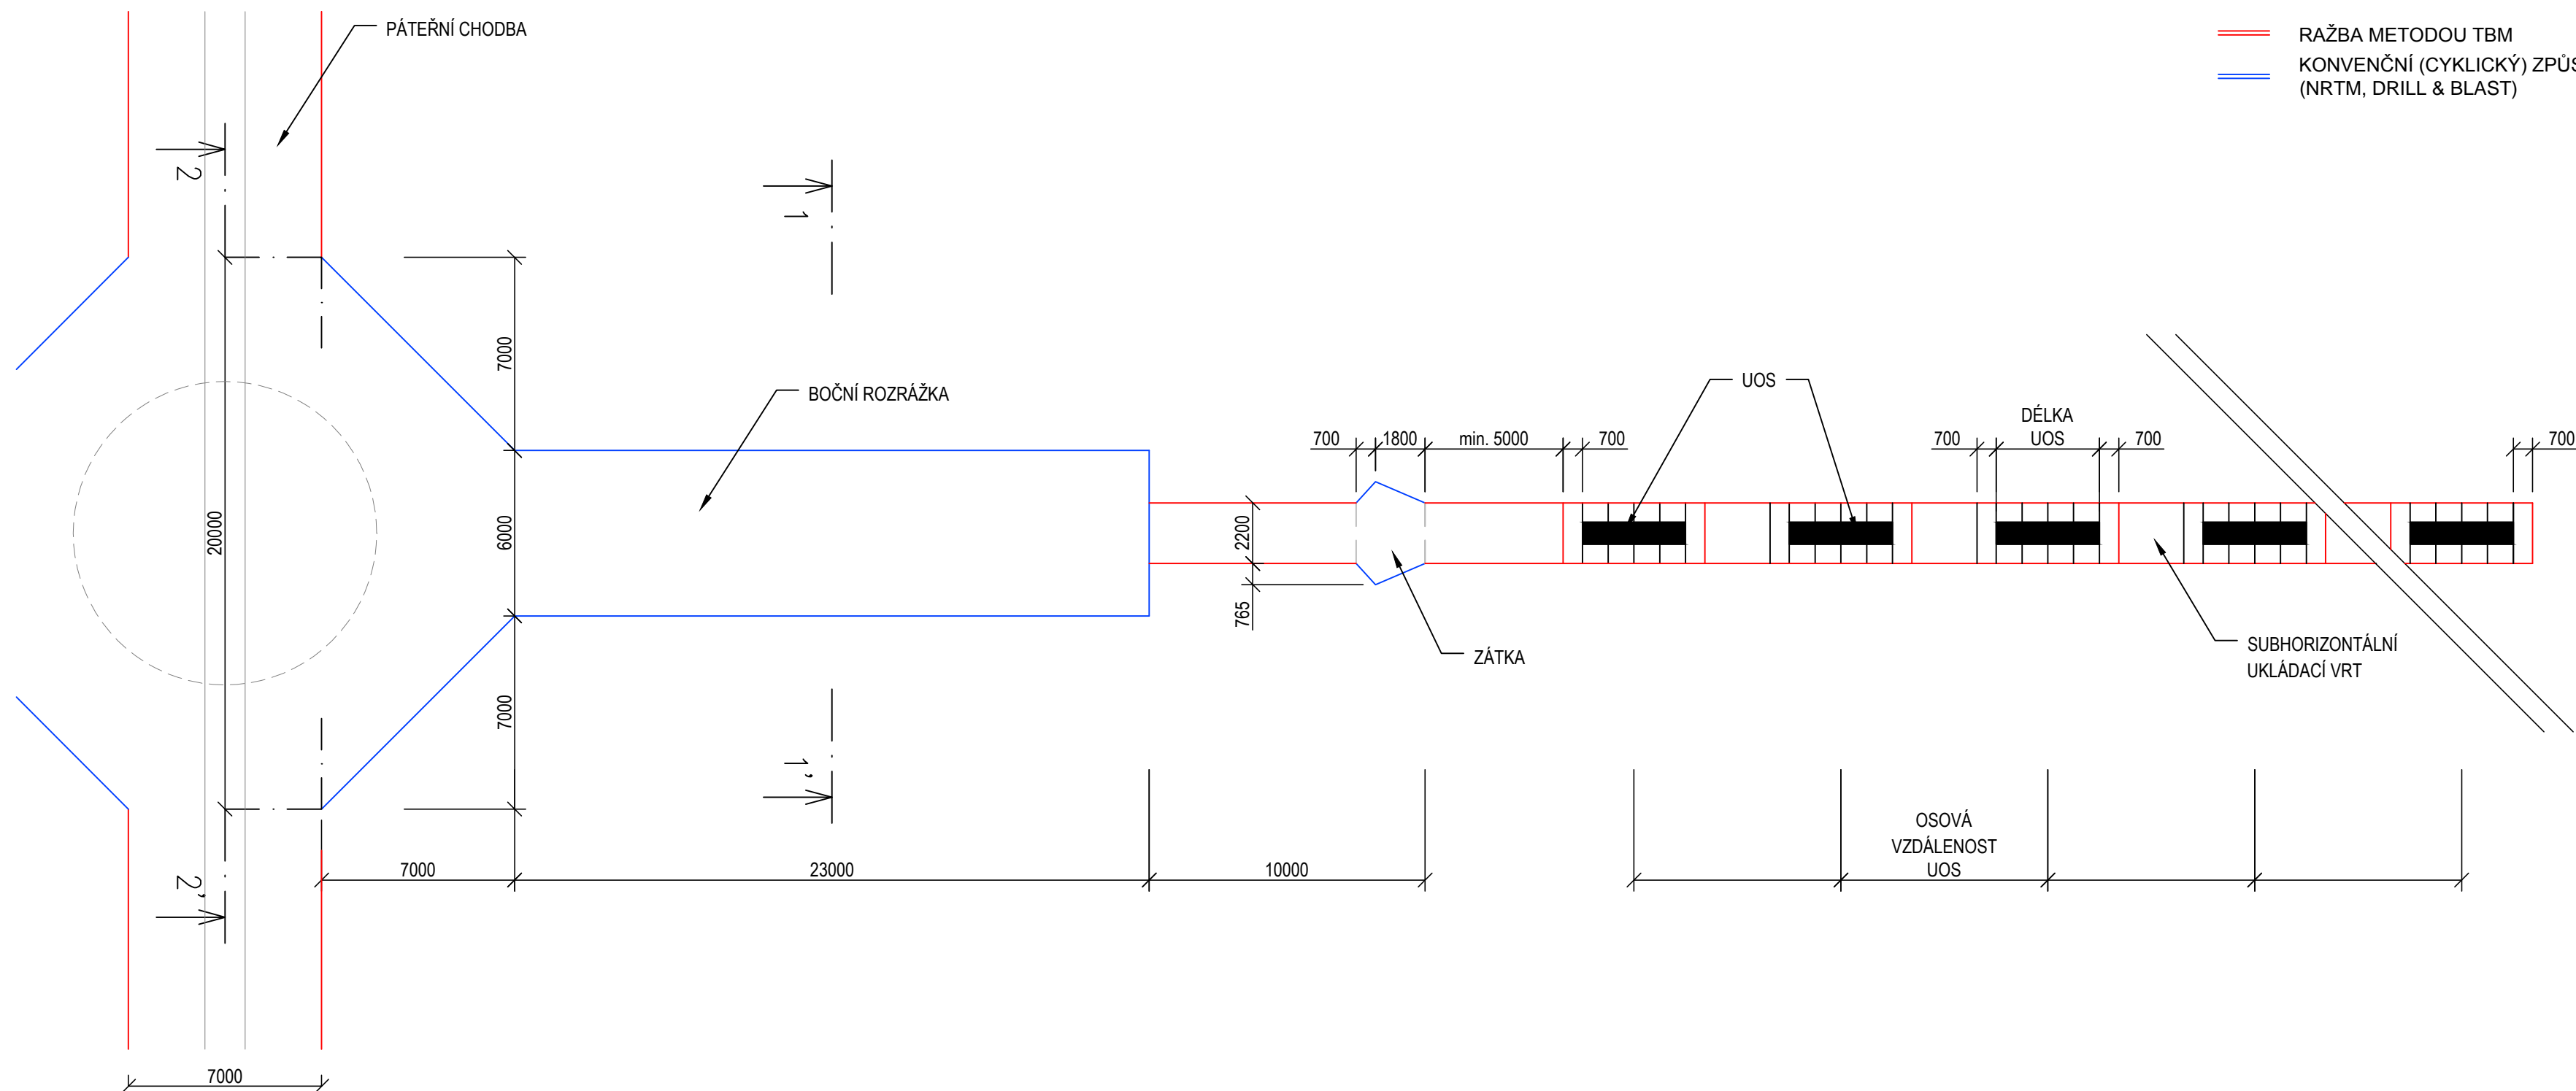 PÁTEŘNÍ CHODBA
RAŽBA METODOU TBM
KONVENČNÍ (CYKLICKÝ)
(NRTM, DRILL & BLAST)
2
1
7000
BOČNÍ ROZRÁŽKA
UOS
DÉLKA
UOS
700
1800
min. 5000
700
700
700
700
20000
6000
2200
765
ZÁTKA
SUBHORIZONTÁLNÍ
UKLÁDACÍ VRT
7000
1'
2'
7000
23000
10000
OSOVÁ
VZDÁLENOST
UOS
7000